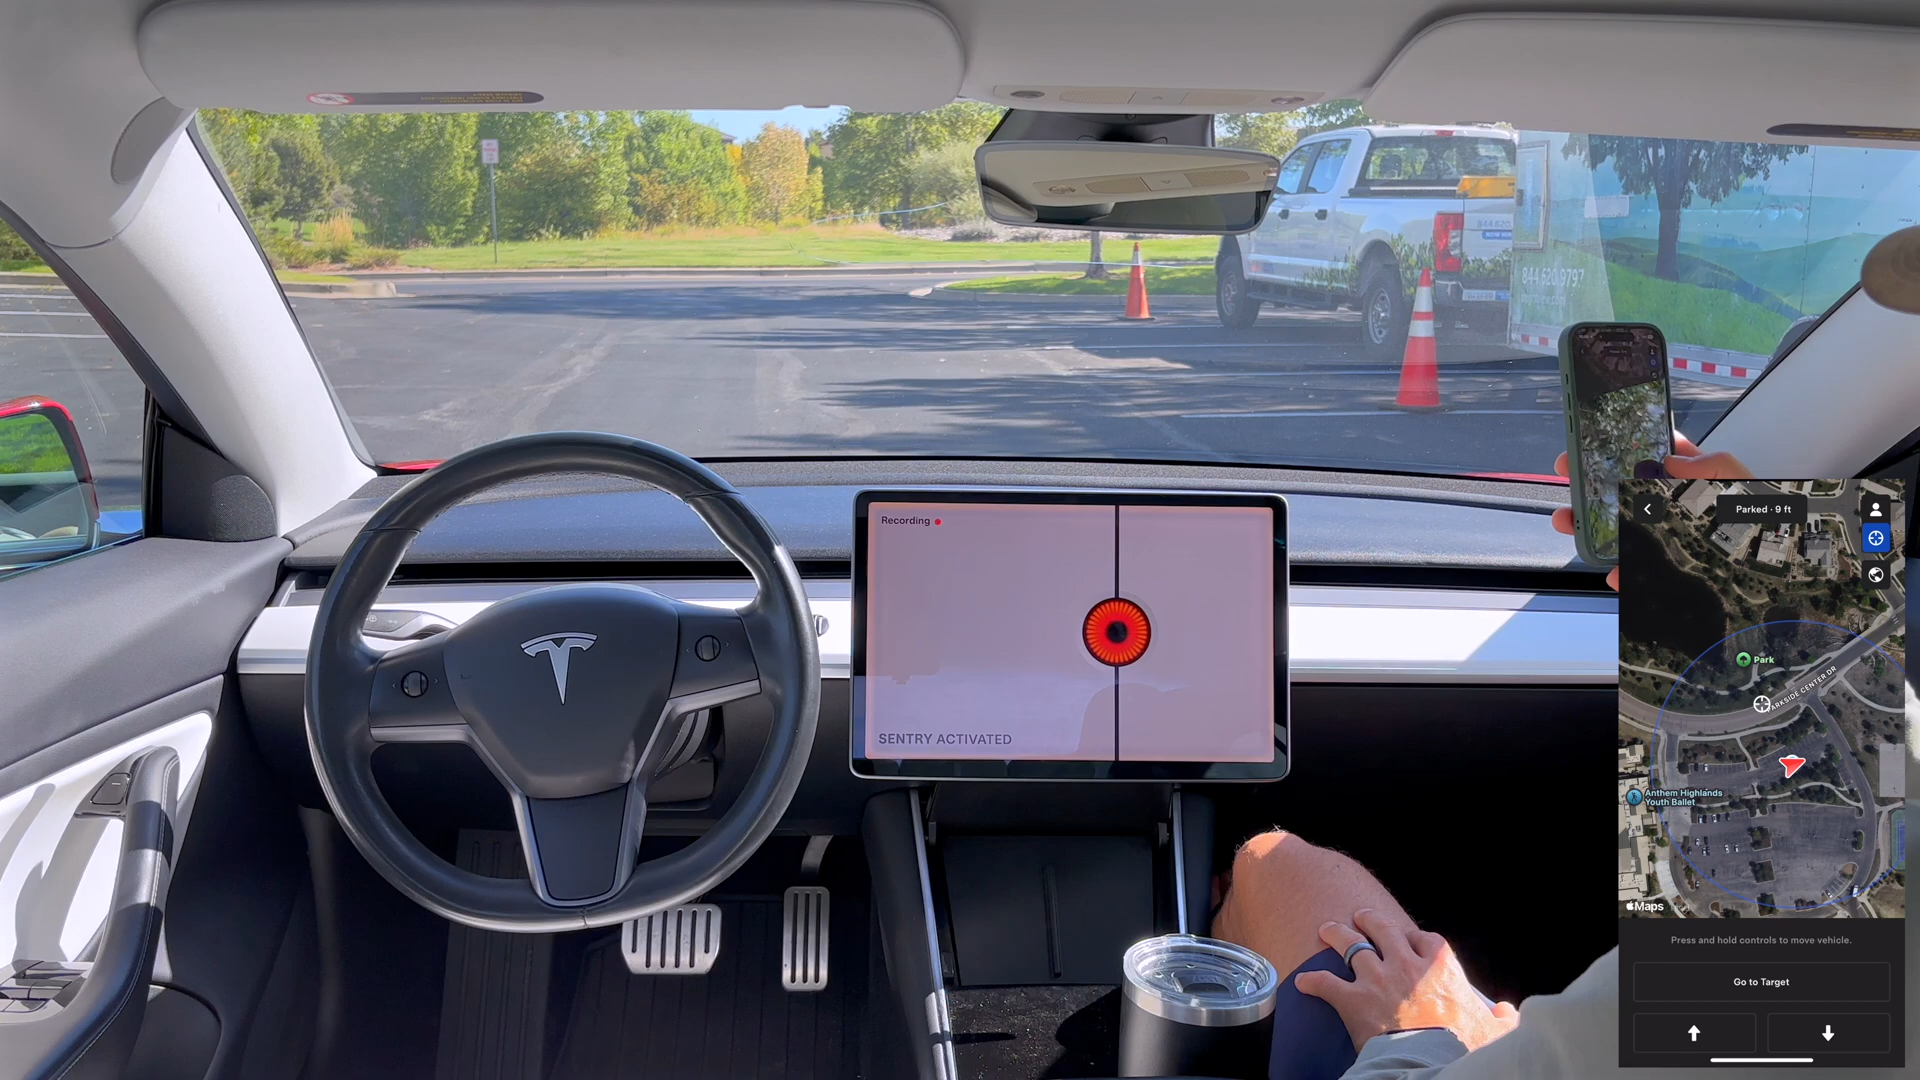 844.620.9797
Recording
SENTRY ACTIVATED
Parked · 9 ft
Park
ARKSIDE CENTER DR
Anthem Highlands
Youth Ballet
Maps
Press and hold controls to move vehicle.
Go to Target